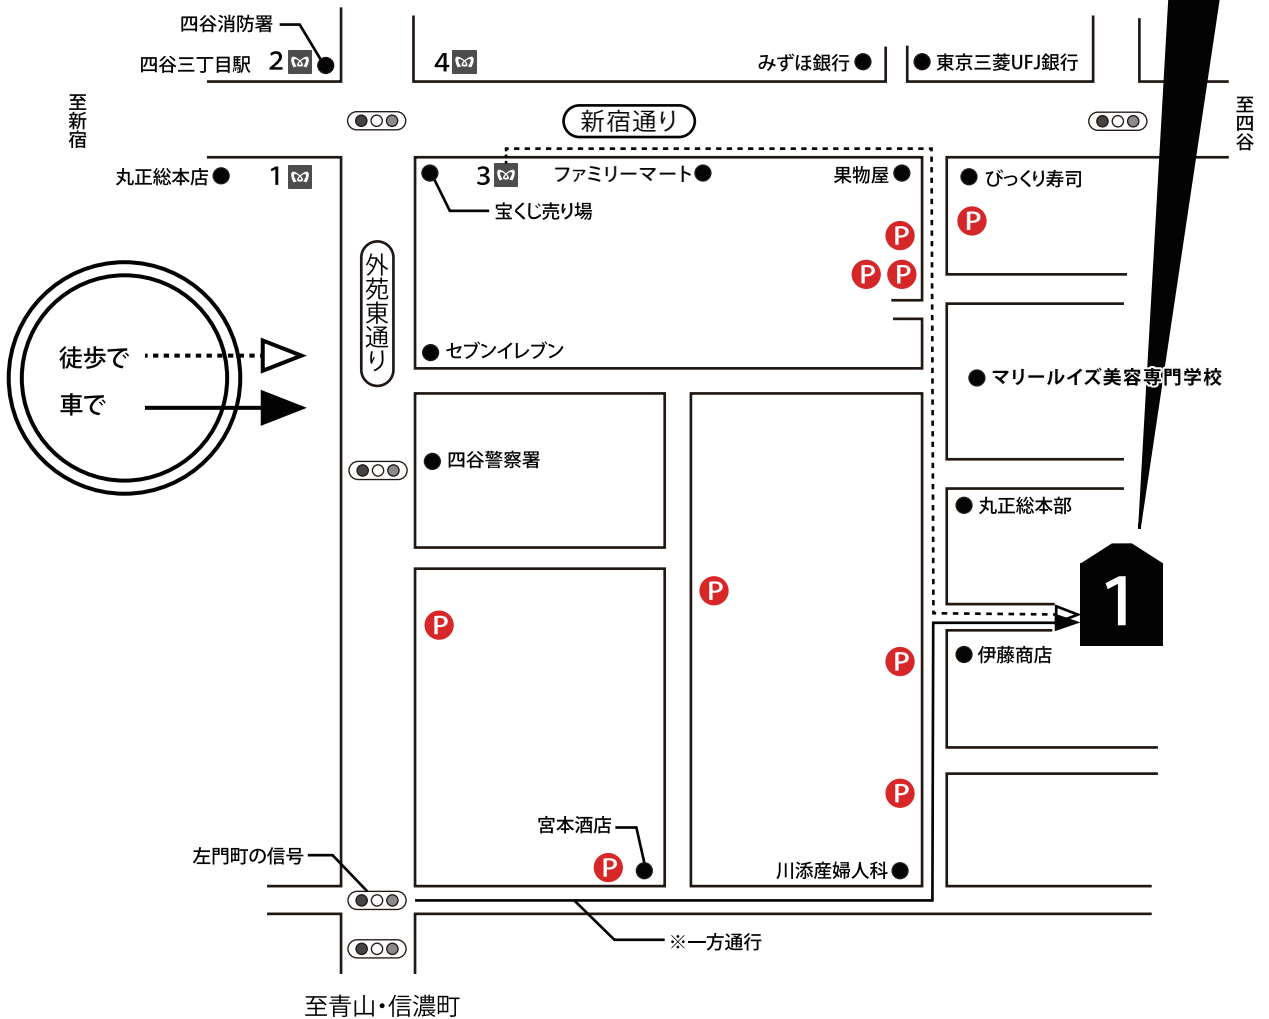 四谷消防署
四谷三丁目駅 2
4
みずほ銀行
東京三菱UFJ銀行
至新宿
新宿通り
至四谷
丸正総本店
1
3
ファミリーマート
果物屋
びっくり寿司
宝くじ売り場
P
P
P
P
外苑東通り
徒歩で
車で
セブンイレブン
マリールイズ美容専門学校
四谷警察署
丸正総本部
P
P
1
伊藤商店
P
P
宮本酒店
左門町の信号
P
川添産婦人科
※一方通行
至青山・信濃町